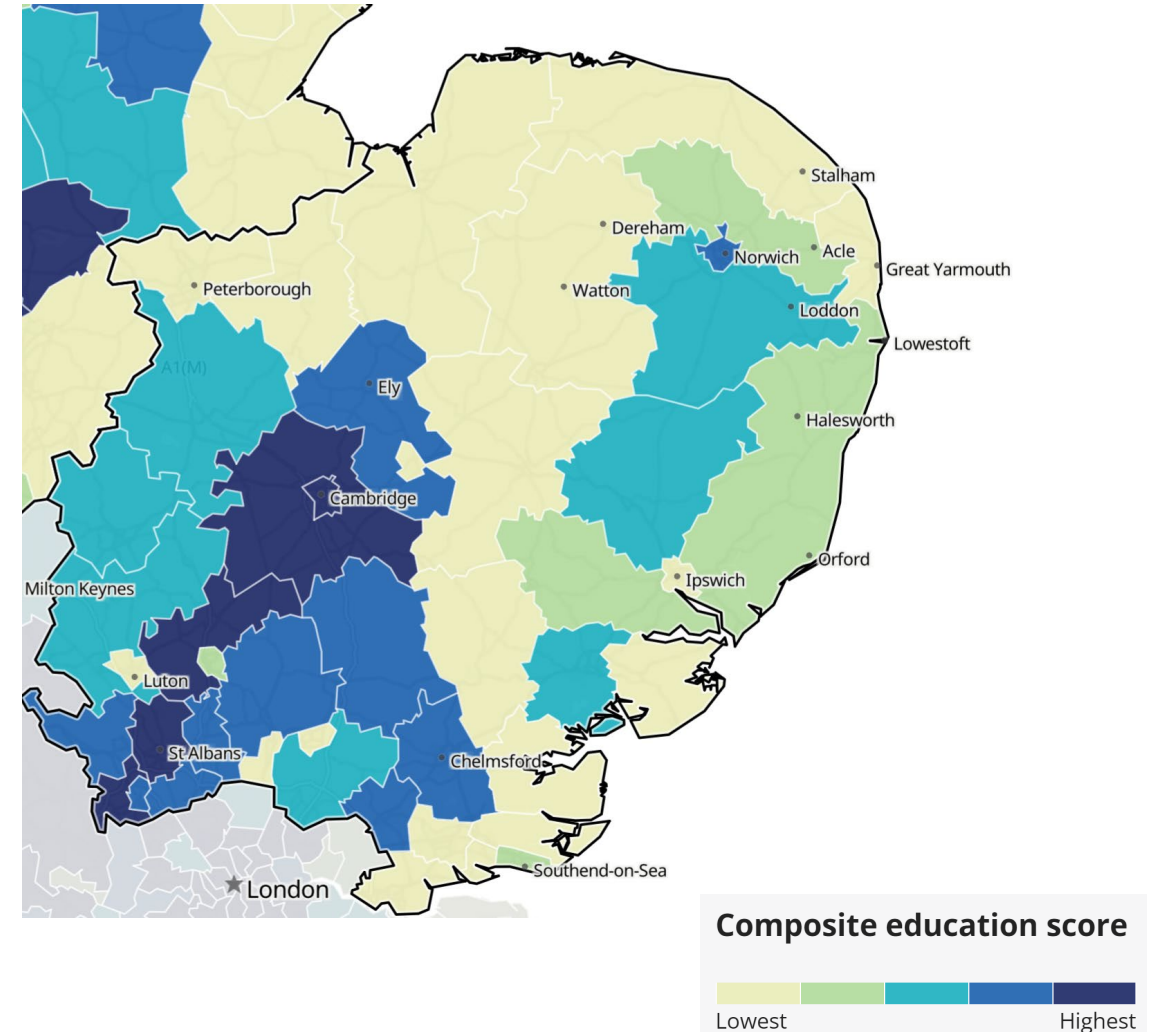 Stalham
Dereham
Norwich
Acle
Great Yarmouth
Peterborough
Watton
Loddon
Lowestoft
A1(M)
Ely
Halesworth
Cambridge
Orford
Ipswich
Milton Keynes
Luton
St Albans
Chelmsford
Southend-on-Sea
London
Composite education score
Lowest Highest